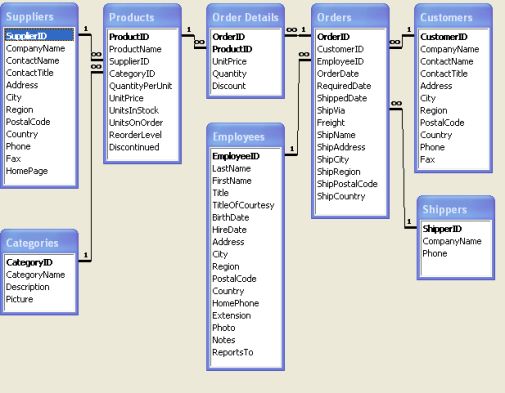 Suppliers
SupplierID
CompanyName
ContactName
ContactTitle
Address
City
Region
PostalCode
Country
Phone
Fax
HomePage
Products
ProductID
ProductName
SupplierID
CategoryID
QuantityPerUnit
UnitPrice
UnitsInStock
UnitsOnOrder
ReorderLevel
Discontinued
Order Details
OrderID
ProductID
UnitPrice
Quantity
Discount
Orders
OrderID
CustomerID
EmployeeID
OrderDate
RequiredDate
ShippedDate
ShipVia
Freight
ShipName
ShipAddress
ShipCity
ShipRegion
ShipPostalCode
ShipCountry
Customers
CustomerID
CompanyName
ContactName
ContactTitle
Address
City
Region
PostalCode
Country
Phone
Fax
Employees
EmployeeID
LastName
FirstName
Title
TitleOfCourtesy
BirthDate
HireDate
Address
City
Region
PostalCode
Country
HomePhone
Extension
Photo
Notes
ReportsTo
Shippers
ShipperID
CompanyName
Phone
Categories
CategoryID
CategoryName
Description
Picture
1
∞
∞
1
1
∞
∞
1
∞
1
∞
1
∞
1